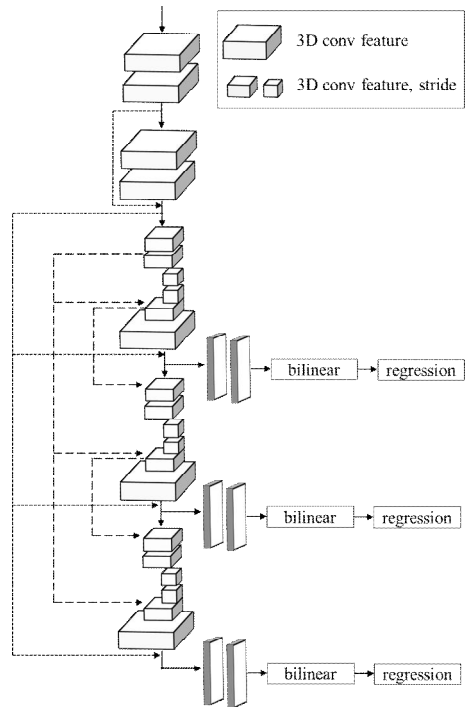 3D conv feature
3D conv feature, stride
bilinear
regression
bilinear
regression
bilinear
regression